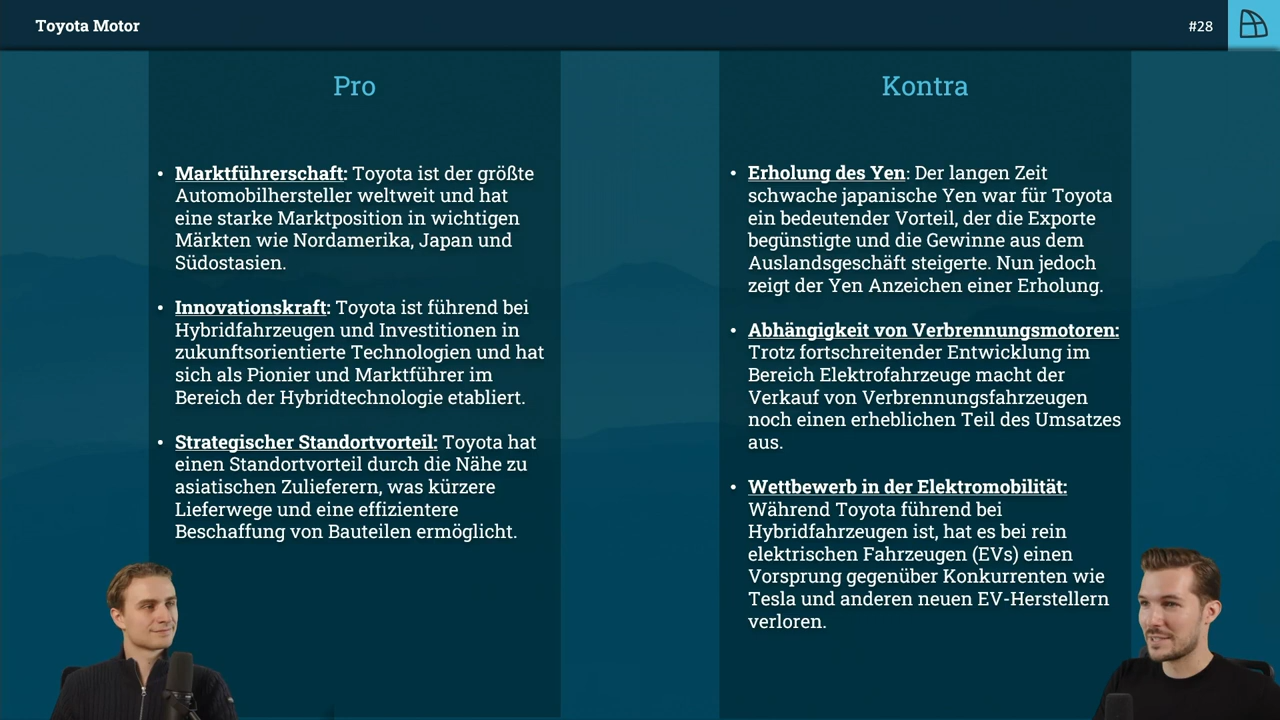 Toyota Motor
#28
Pro
• Marktführerschaft: Toyota ist der größte
Automobilhersteller weltweit und hat
eine starke Marktposition in wichtigen
Märkten wie Nordamerika, Japan und
Südostasien.
• Innovationskraft: Toyota ist führend bei
Hybridfahrzeugen und Investitionen in
zukunftsorientierte Technologien und hat
sich als Pionier und Marktführer im
Bereich der Hybridtechnologie etabliert.
• Strategischer Standortvorteil: Toyota hat
einen Standortvorteil durch die Nähe zu
asiatischen Zulieferern, was kürzere
Lieferwege und eine effizientere
Beschaffung von Bauteilen ermöglicht.
Kontra
• Erholung des Yen: Der langen Zeit
schwache japanische Yen war für Toyota
ein bedeutender Vorteil, der die Exporte
begünstigte und die Gewinne aus dem
Auslandsgeschäft steigerte. Nun jedoch
zeigt der Yen Anzeichen einer Erholung.
• Abhängigkeit von Verbrennungsmotoren:
Trotz fortschreitender Entwicklung im
Bereich Elektrofahrzeuge macht der
Verkauf von Verbrennungsfahrzeugen
noch einen erheblichen Teil des Umsatzes
aus.
• Wettbewerb in der Elektromobilität:
Während Toyota führend bei
Hybridfahrzeugen ist, hat es bei rein
elektrischen Fahrzeugen (EVs) einen
Vorsprung gegenüber Konkurrenten wie
Tesla und anderen neuen EV-Herstellern
verloren.